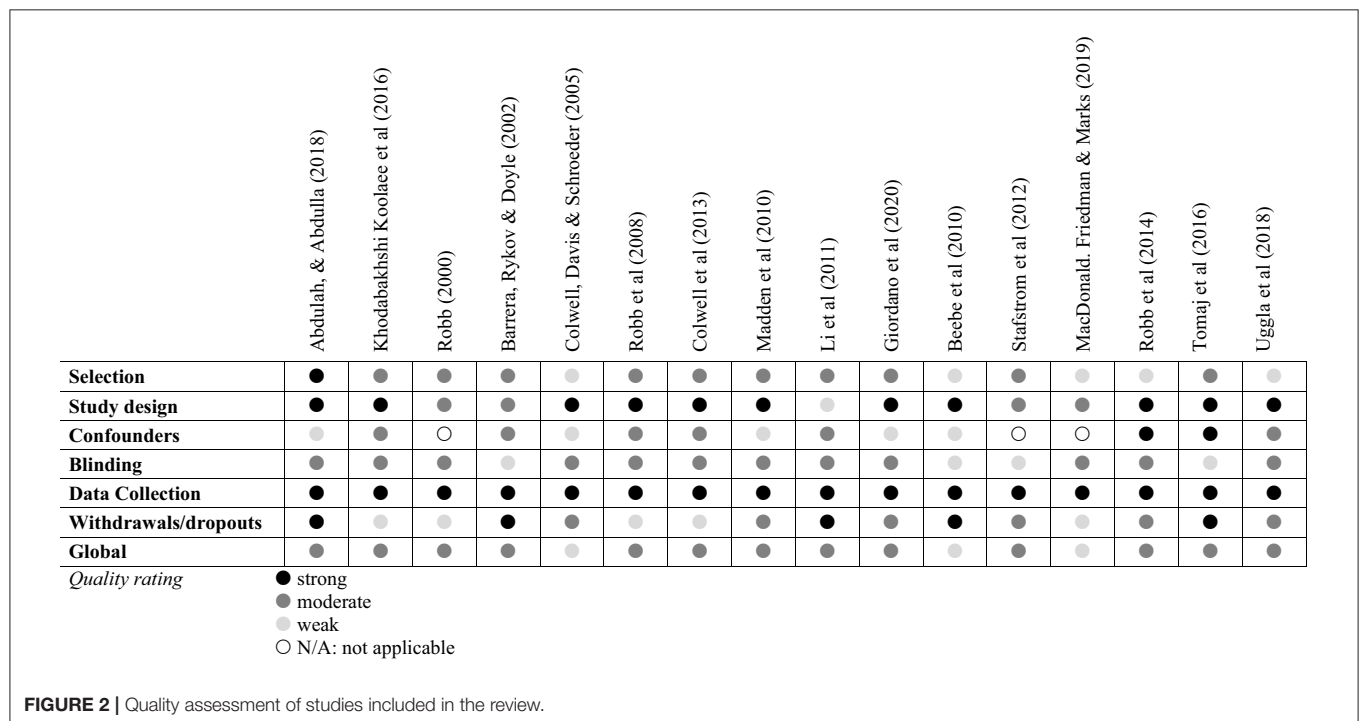 Abdulah, & Abdulla (2018)
Khodabakhshi Koolaee et al (2016)
Robb (2000)
Barrera, Rykov & Doyle (2002)
Colwell, Davis & Schroeder (2005)
Robb et al (2008)
Colwell et al (2013)
Madden et al (2010)
Li et al (2011)
Giordano et al (2020)
Beebe et al (2010)
Stafstrom et al (2012)
MacDonald. Friedman & Marks (2019)
Robb et al (2014)
Tomaj et al (2016)
Uggla et al (2018)
Selection
Study design
Confounders
Blinding
Data Collection
Withdrawals/dropouts
Global
Quality rating
strong
moderate
weak
N/A: not applicable
FIGURE 2 | Quality assessment of studies included in the review.